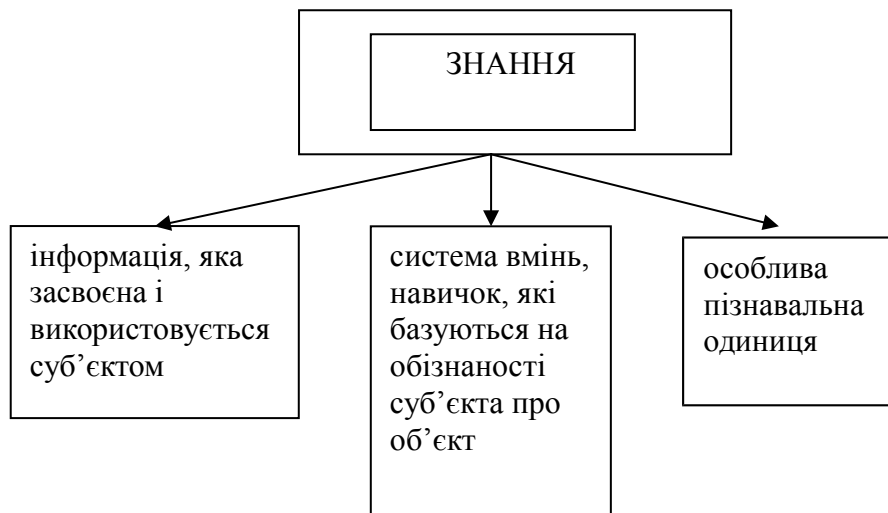 ЗНАННЯ
інформація, яка
засвоєна і
використовується
суб’єктом
система вмінь,
навичок, які
базуються на
обізнаності
суб’єкта про
об’єкт
особлива
пізнавальна
одиниця